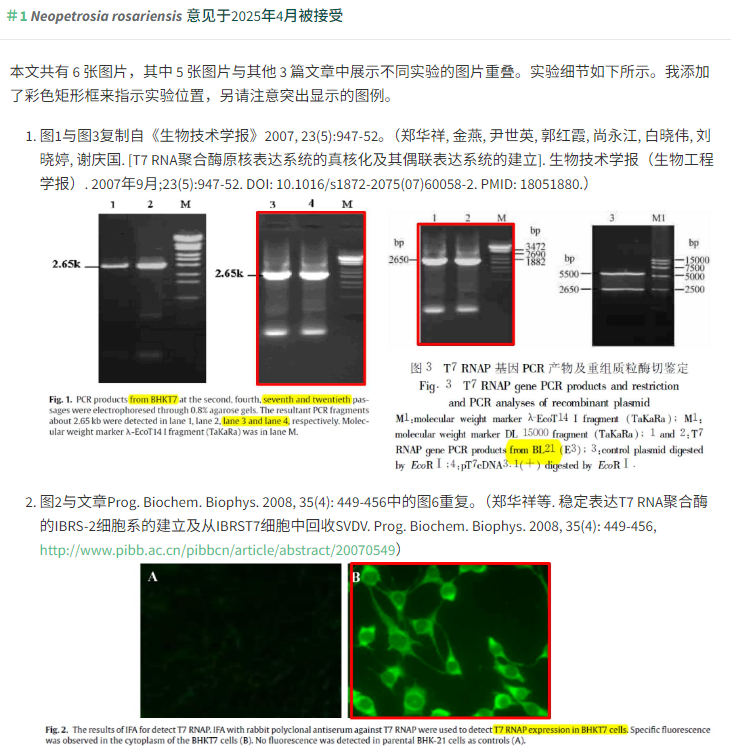 #1 Neopetrosia rosariensis 意见于2025年4月被接受
本文共有 6 张图片，其中 5 张图片与其他 3 篇文章中展示不同实验的图片重叠。实验细节如下所示。我添加
了彩色矩形框来指示实验位置，另请注意突出显示的图例。
1. 图1与图3复制自《生物技术学报》2007, 23(5):947-52。（郑华祥, 金燕, 尹世英, 郭红霞, 尚永江, 白晓伟, 刘
晓婷, 谢庆国. [T7 RNA聚合酶原核表达系统的真核化及其偶联表达系统的建立]. 生物技术学报（生物工程
学报）. 2007年9月;23(5):947-52. DOI: 10.1016/s1872-2075(07)60058-2. PMID: 18051880.）
1 2 M
2.65k
3 4 M
2.65k
1 2 M
bp
bp
2650
3472
2690
1882
3 M1
bp
bp
5500
2650
15000
7500
5000
2500
Fig. 1. PCR products from BHKT7 at the second, fourth, seventh and twentieth pas-
sages were electrophoresed through 0.8% agarose gels. The resultant PCR fragments
about 2.65 kb were detected in lane 1, lane 2, lane 3 and lane 4, respectively. Molec-
ular weight marker λ-EcoT14 I fragment (TaKaRa) was in lane M.
图 3 T7 RNAP 基因 PCR 产物及重组质粒酶切鉴定
Fig. 3 T7 RNAP gene PCR products and restriction
and PCR analyses of recombinant plasmid
M1:molecular weight marker λ-EcoT14 I fragment (TaKaRa); M1:
molecular weight marker DL 15000 fragment (TaKaRa); 1 and 2:T7
RNAP gene PCR products from BL21 (E3); 3:control plasmid digested
by EcoR I ;4:pT7cDNA3.1(+) digested by EcoR I .
2. 图2与文章Prog. Biochem. Biophys. 2008, 35(4): 449-456中的图6重复。（郑华祥等. 稳定表达T7 RNA聚合酶
的IBRS-2细胞系的建立及从IBRST7细胞中回收SVDV. Prog. Biochem. Biophys. 2008, 35(4): 449-456,
http://www.pibb.ac.cn/pibbcn/article/abstract/20070549）
A
B
Fig. 2. The results of IFA for detect T7 RNAP. IFA with rabbit polyclonal antiserum against T7 RNAP were used to detect T7 RNAP expression in BHKT7 cells. Specific fluorescence
was observed in the cytoplasm of the BHKT7 cells (B). No fluorescence was detected in parental BHK-21 cells as controls (A).